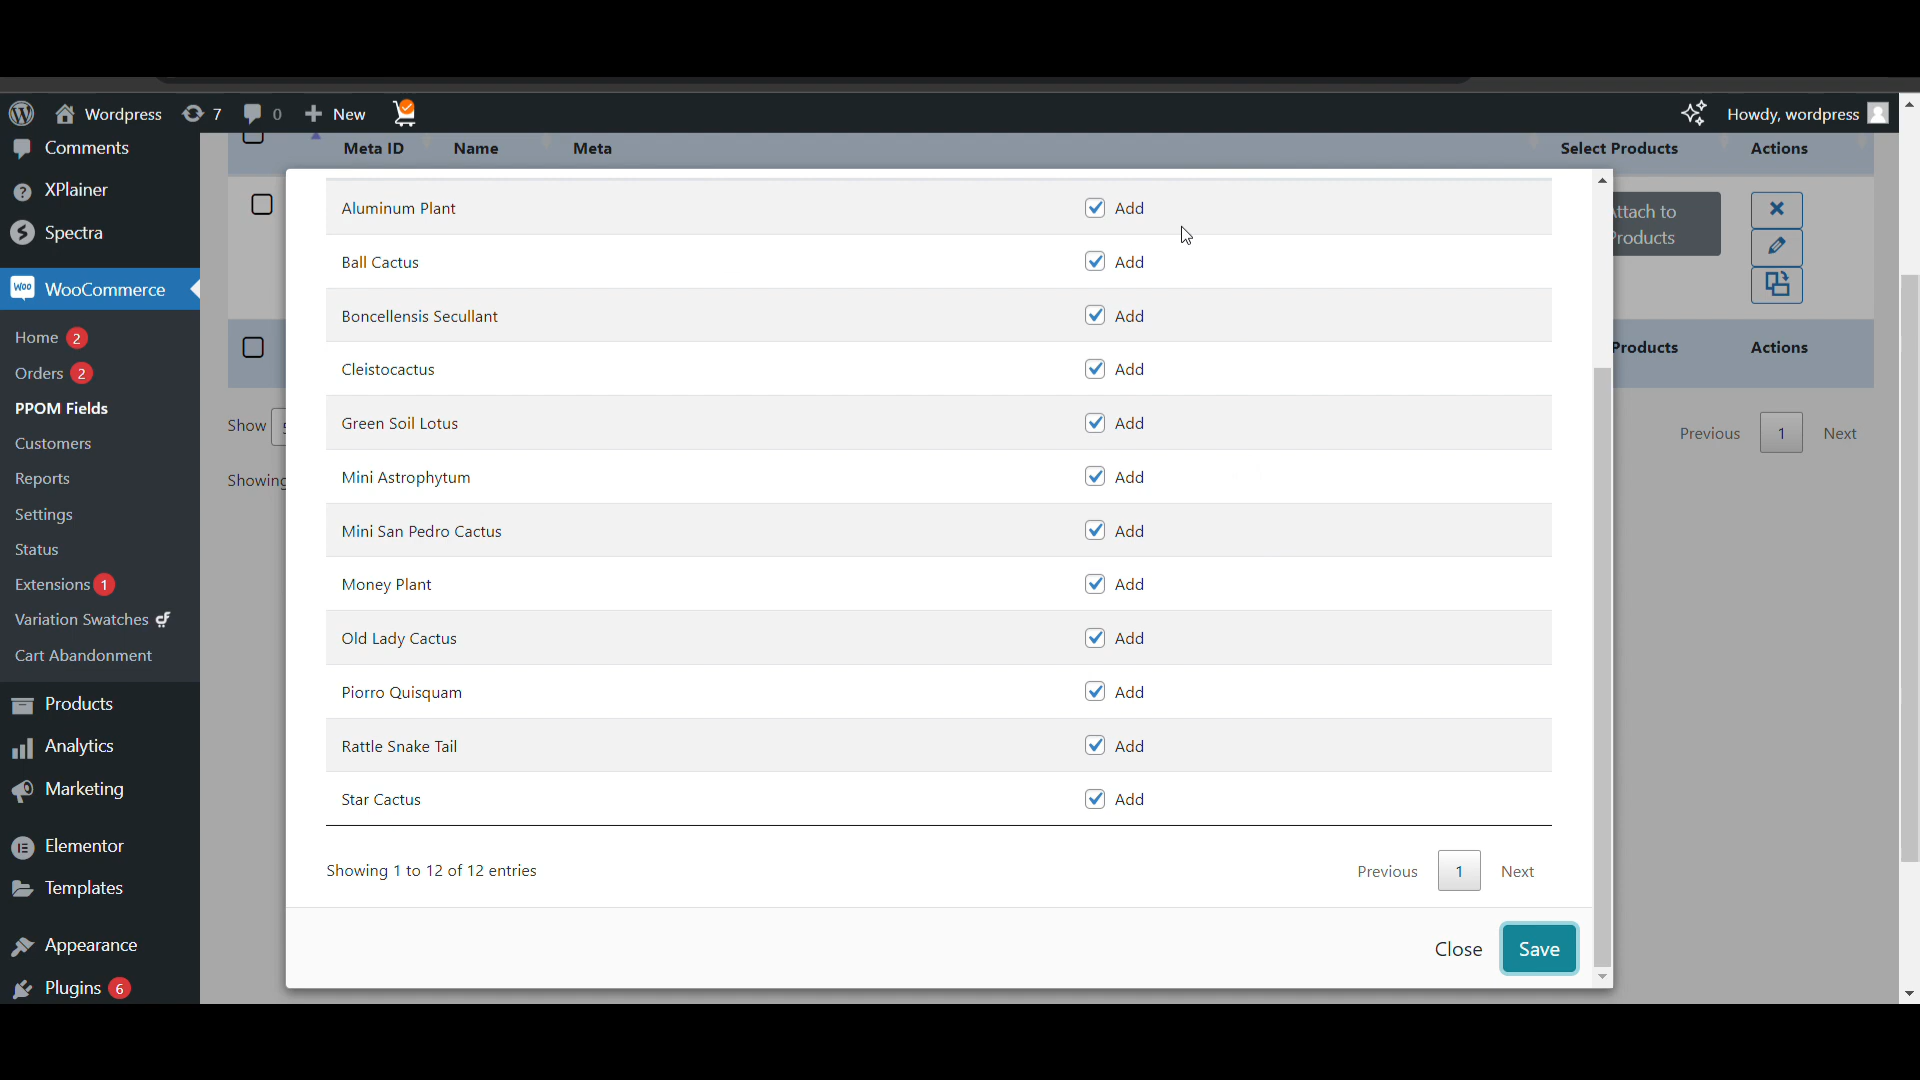 Wordpress 7 0 New Howdy, wordpress
Comments
XPlainer
Spectra
WooCommerce
Home 2
Orders 2
PPOM Fields
Customers
Reports
Settings
Status
Extensions 1
Variation Swatches
Cart Abandonment
Products
Analytics
Marketing
Elementor
Templates
Appearance
Plugins 6
Meta ID Name Meta Select Products Actions
Products
Products Actions
Show
Previous 1 Next
Showing
Aluminum Plant Add
Ball Cactus Add
Boncellensis Secullant Add
Cleistocactus Add
Green Soil Lotus Add
Mini Astrophytum Add
Mini San Pedro Cactus Add
Money Plant Add
Old Lady Cactus Add
Piorro Quisquam Add
Rattle Snake Tail Add
Star Cactus Add
Showing 1 to 12 of 12 entries Previous 1 Next
Close Save